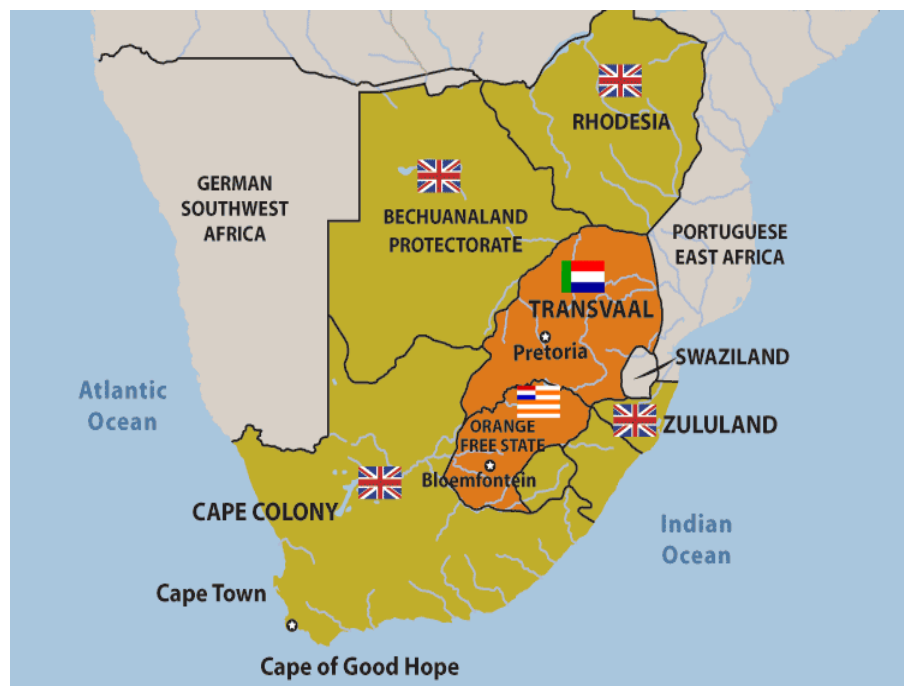 RHODESIA
GERMAN
SOUTHWEST
AFRICA
BECHUANALAND
PROTECTORATE
PORTUGUESE
EAST AFRICA
TRANSVAAL
Pretoria
SWAZILAND
Atlantic
Ocean
ORANGE
FREE STATE
ZULULAND
Bloemfontein
CAPE COLONY
Indian
Ocean
Cape Town
Cape of Good Hope